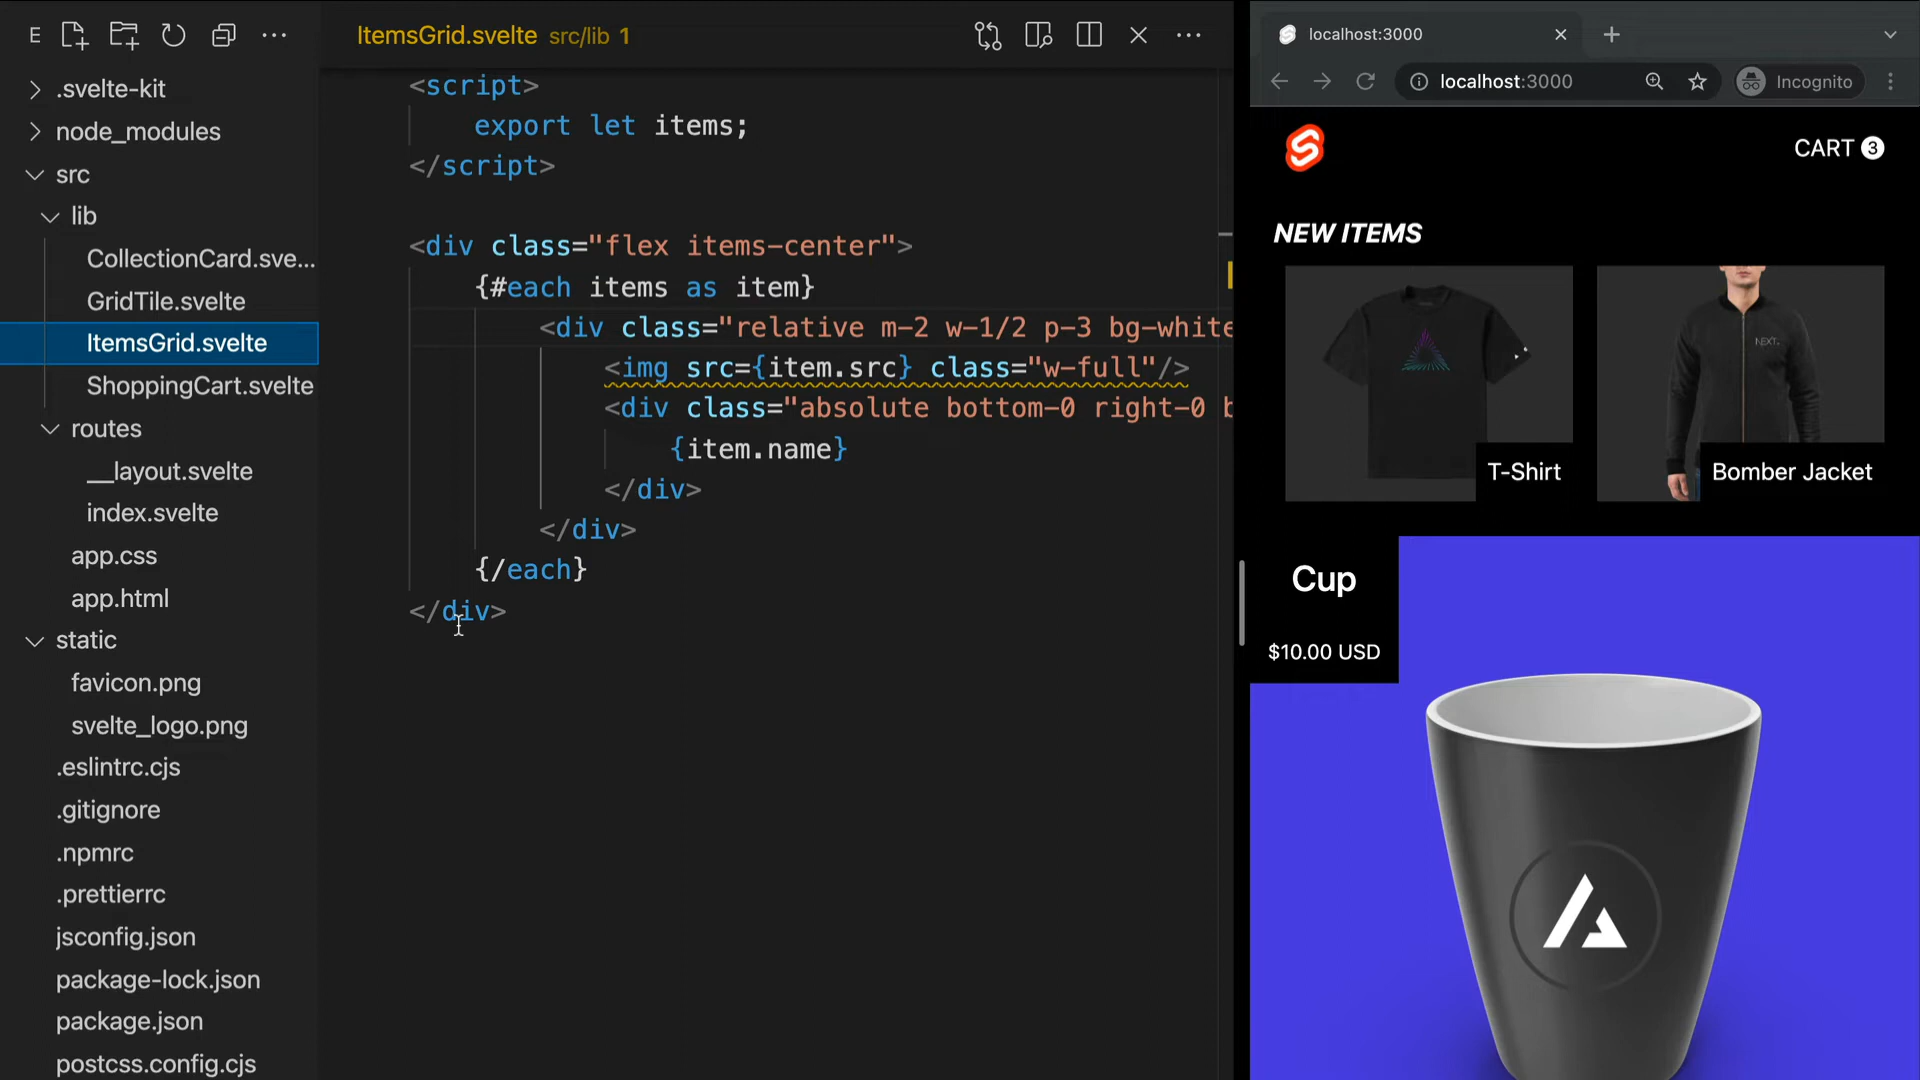 E
.svelte-kit
node_modules
src
lib
CollectionCard.sve...
GridTile.svelte
ItemsGrid.svelte
ShoppingCart.svelte
routes
__layout.svelte
index.svelte
app.css
app.html
static
favicon.png
svelte_logo.png
.eslintrc.cjs
.gitignore
.npmrc
.prettierrc
jsconfig.json
package-lock.json
package.json
postcss.config.cjs
ItemsGrid.svelte src/lib 1
<script>
export let items;
</script>
<div class="flex items-center">
{#each items as item}
<div class="relative m-2 w-1/2 p-3 bg-white
<img src={item.src} class="w-full"/>
<div class="absolute bottom-0 right-0 b
{item.name}
</div>
</div>
{/each}
</div>
localhost:3000
localhost:3000
Incognito
CART 3
NEW ITEMS
NEXT.
T-Shirt
Bomber Jacket
Cup
$10.00 USD